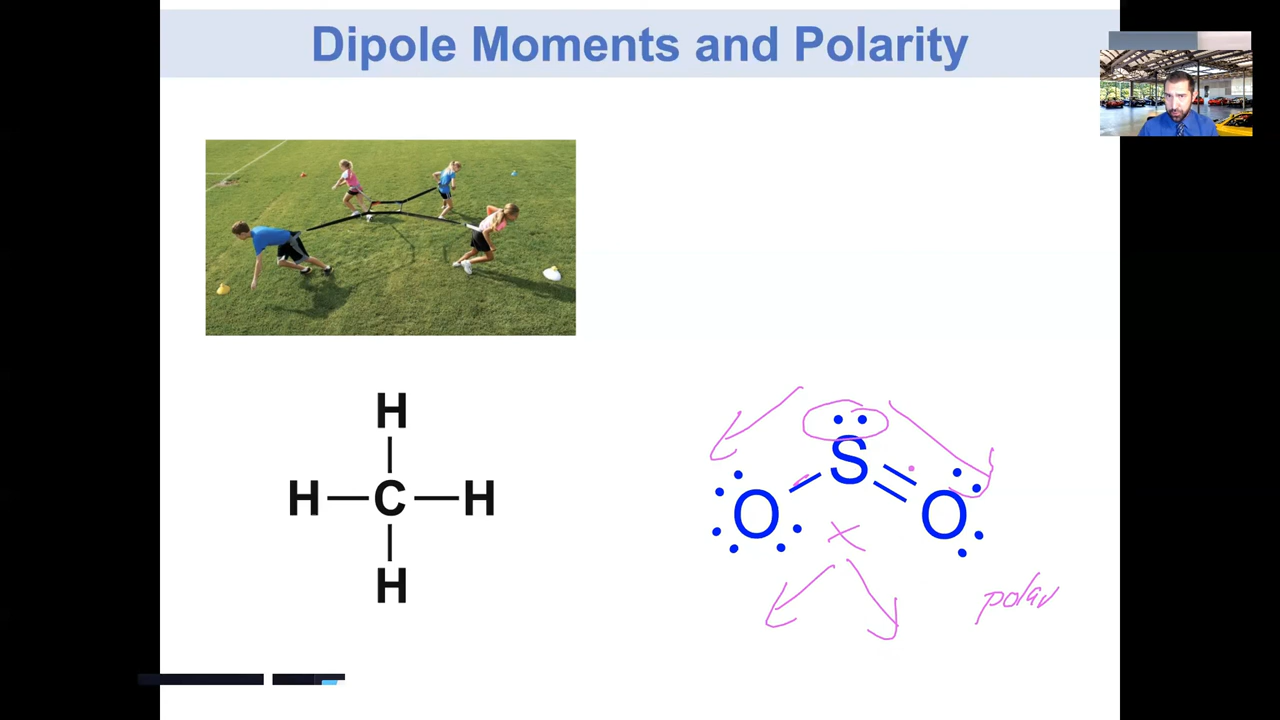 Dipole Moments and Polarity
H
H C H
H
S
O O
polar